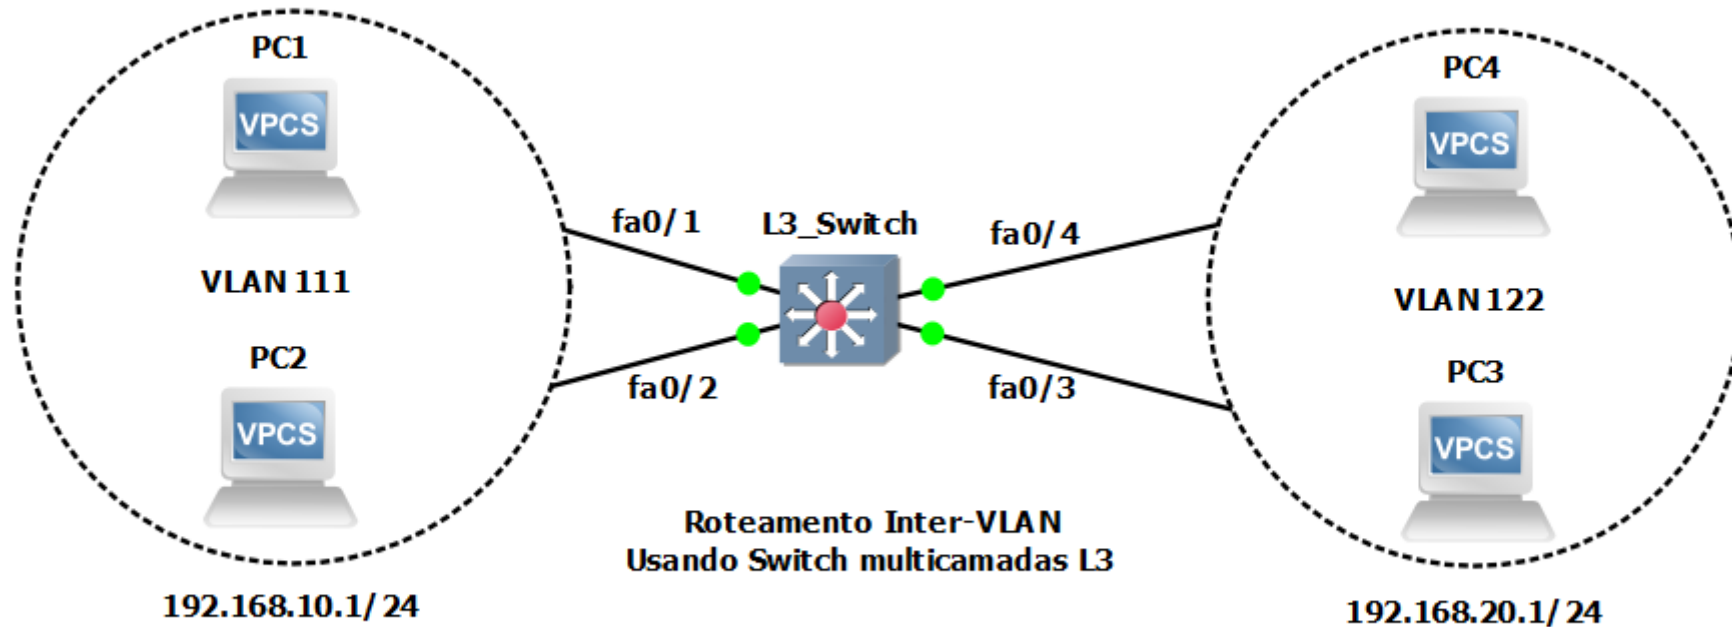 PC1
VPCS
VLAN 111
PC2
VPCS
192.168.10.1/24
fa0/1
fa0/2
L3_Switch
fa0/4
fa0/3
Roteamento Inter-VLAN
Usando Switch multicamadas L3
PC4
VPCS
VLAN 122
PC3
VPCS
192.168.20.1/24